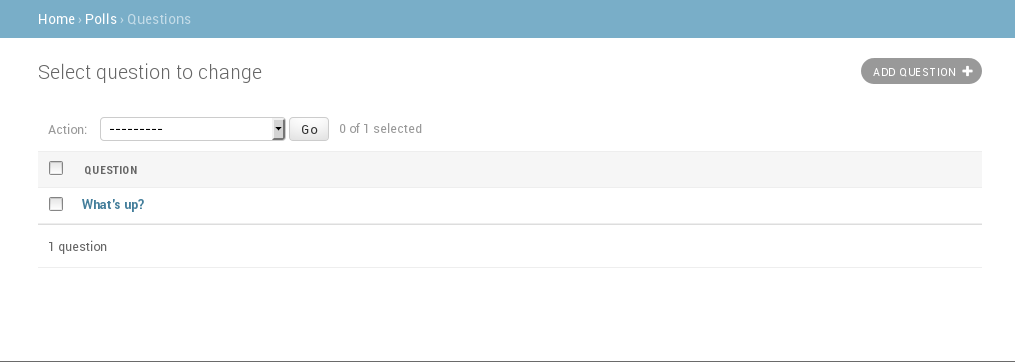 Home › Polls › Questions
Select question to change
ADD QUESTION +
Action: --------- Go 0 of 1 selected
QUESTION
What's up?
1 question